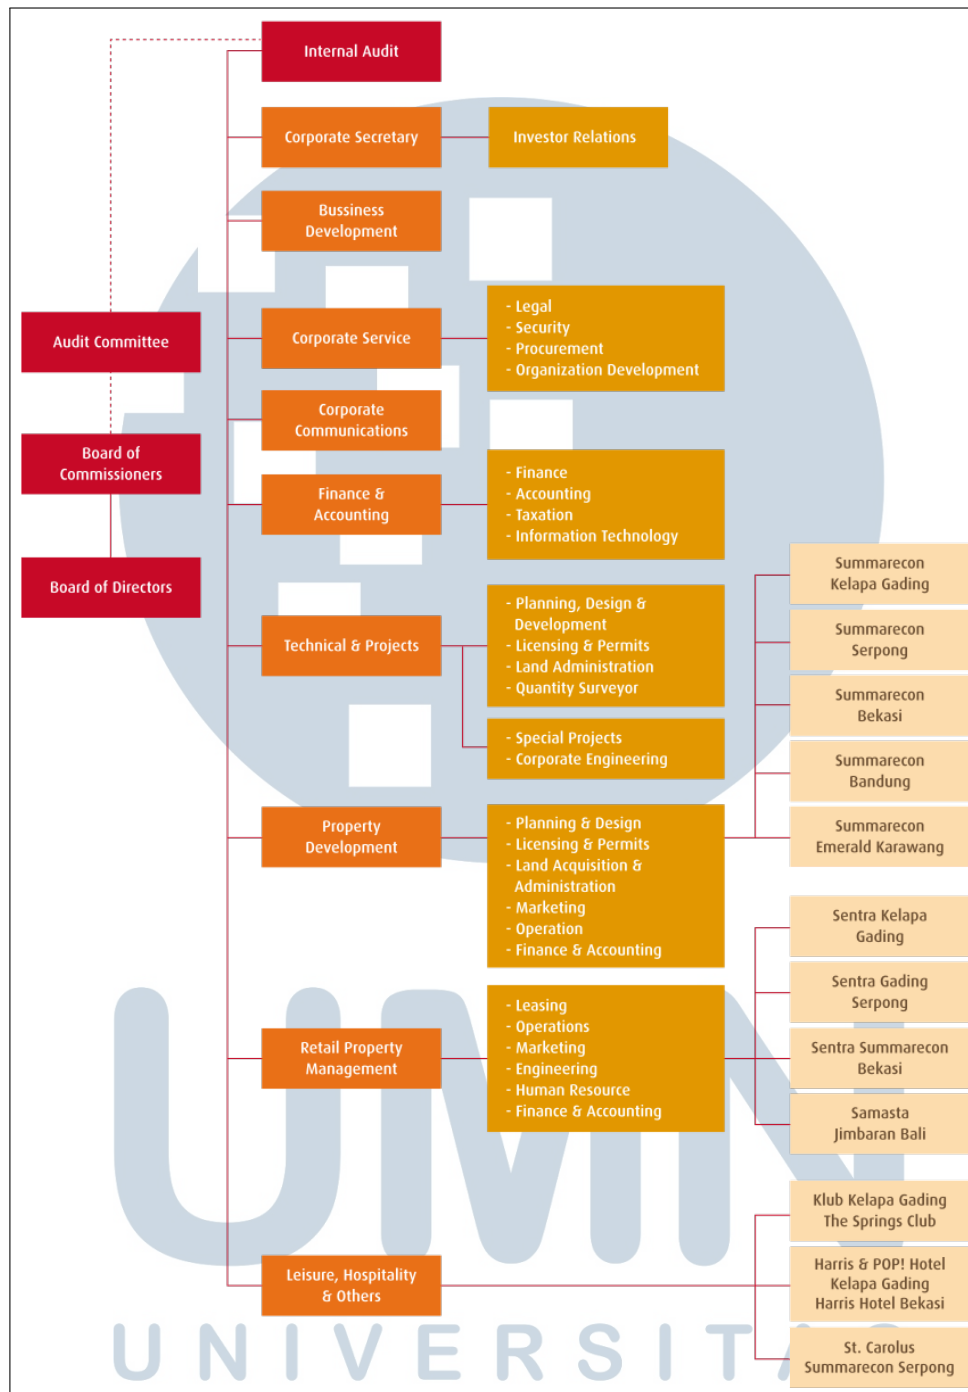 Internal Audit
Corporate Secretary
Investor Relations
Bussiness
Development
Audit Committee
Corporate Service
- Legal
- Security
- Procurement
- Organization Development
Corporate
Communications
Board of
Commissioners
Finance &
Accounting
- Finance
- Accounting
- Taxation
- Information Technology
Board of Directors
Technical & Projects
- Planning, Design &
Development
- Licensing & Permits
- Land Administration
- Quantity Surveyor
- Special Projects
- Corporate Engineering
Summarecon
Kelapa Gading
Summarecon
Serpong
Summarecon
Bekasi
Summarecon
Bandung
Summarecon
Emerald Karawang
Property
Development
- Planning & Design
- Licensing & Permits
- Land Acquisition &
Administration
- Marketing
- Operation
- Finance & Accounting
Sentra Kelapa
Gading
Sentra Gading
Serpong
Sentra Summarecon
Bekasi
Samasta
Jimbaran Bali
Retail Property
Management
- Leasing
- Operations
- Marketing
- Engineering
- Human Resource
- Finance & Accounting
Klub Kelapa Gading
The Springs Club
Leisure, Hospitality
& Others
Harris & POP! Hotel
Kelapa Gading
Harris Hotel Bekasi
St. Carolus
Summarecon Serpong
UMN
UNIVERSITAS